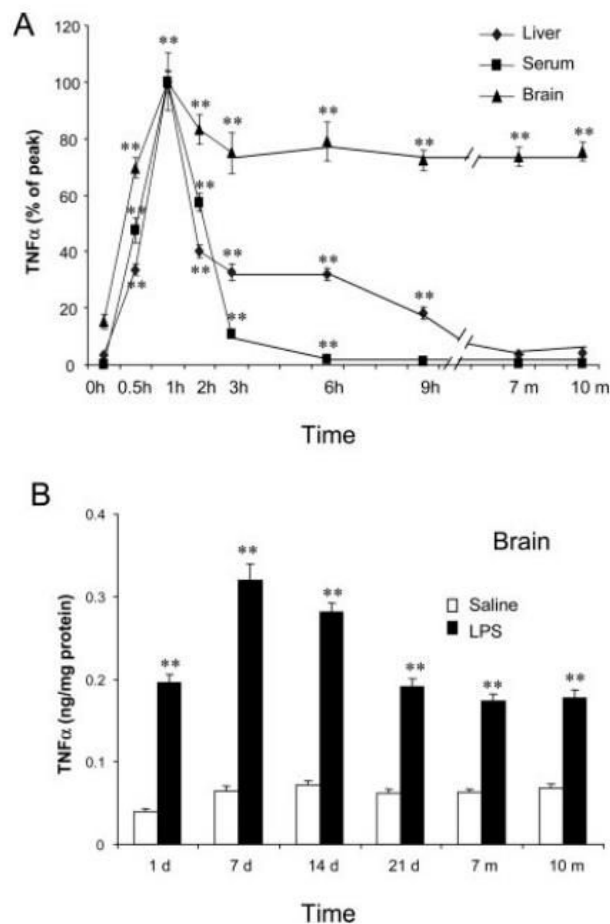 A
120
100
80
60
40
20
0
TNFα (% of peak)
Liver
Serum
Brain
**
** ** ** ** ** ** **
** ** ** ** **
** ** ** **
0h 0.5h 1h 2h 3h 6h 9h 7 m 10 m
Time
B
Brain
0.4
0.3
0.2
0.1
0
TNFα (ng/mg protein)
Saline
LPS
** ** ** ** ** **
1 d 7 d 14 d 21 d 7 m 10 m
Time